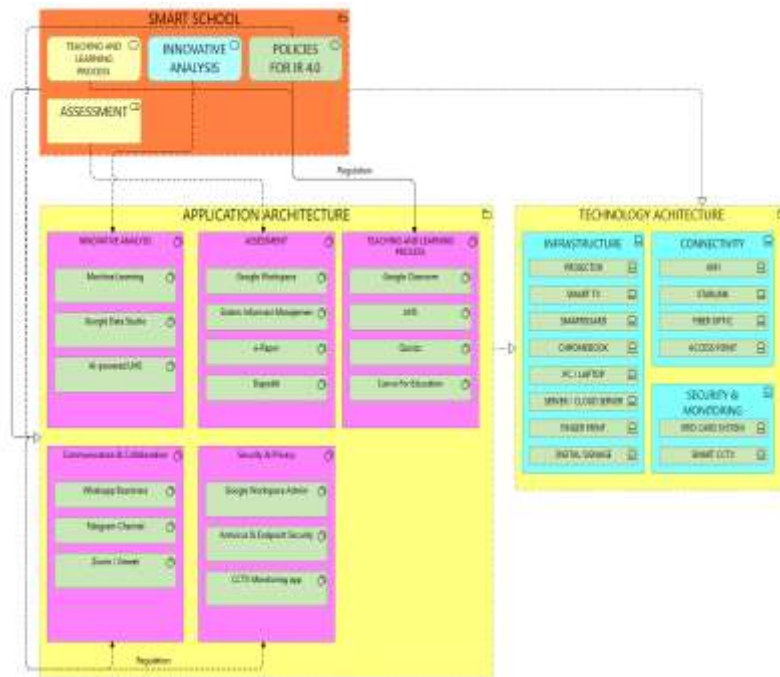 SMART SCHOOL
TEACHING AND
LEARNING
PROCESS
INNOVATIVE
ANALYSIS
POLICIES
FOR IR 4.0
ASSESSMENT
Regulation
APPLICATION ARCHITECTURE
INNOVATIVE ANALYSIS
Machine Learning
Google Data Studio
AI-powered LMS
ASSESSMENT
Google Workspace
e-Raper
TEACHING AND LEARNING
PROCESS
Google Classroom
Quizizz
Canva For Education
Communication & Collaboration
Whatsapp Business
Telegram Channel
Zoom / Gmeet
Security & Privacy
Google Workspace Admin
Antivirus & Endpoint Security
CCTV Monitoring app
Regulation
TECHNOLOGY ACHITECTURE
INFRASTRUCTURE
PROJECTOR
SMART TV
SMARTBOARD
CHROMEBOOK
PC / LAPTOP
SERVER / CLOUD SERVER
FINGER PRINT
DIGITAL SIGNAGE
CONNECTIVITY
WIFI
STARLINK
FIBER OPTIC
ACCESS POINT
SECURITY &
MONITORING
RFID CARD SYSTEM
SMART CCTV